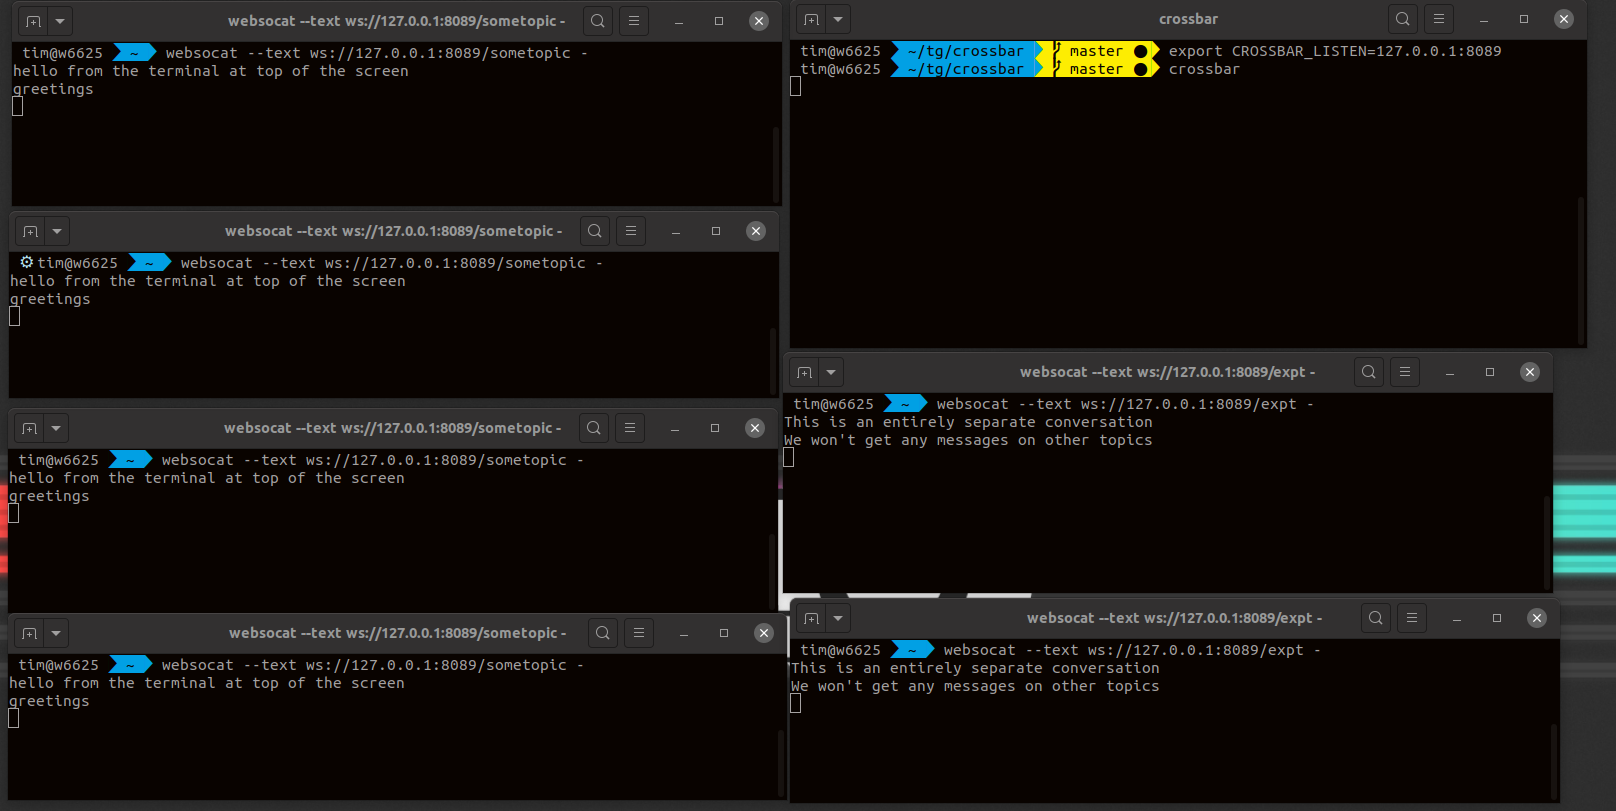 websocat --text ws://127.0.0.1:8089/sometopic -
tim@w6625 ~ websocat --text ws://127.0.0.1:8089/sometopic -
hello from the terminal at top of the screen
greetings
websocat --text ws://127.0.0.1:8089/sometopic -
tim@w6625 ~ websocat --text ws://127.0.0.1:8089/sometopic -
hello from the terminal at top of the screen
greetings
websocat --text ws://127.0.0.1:8089/sometopic -
tim@w6625 ~ websocat --text ws://127.0.0.1:8089/sometopic -
hello from the terminal at top of the screen
greetings
websocat --text ws://127.0.0.1:8089/sometopic -
tim@w6625 ~ websocat --text ws://127.0.0.1:8089/sometopic -
hello from the terminal at top of the screen
greetings
crossbar
tim@w6625 ~/tg/crossbar master ● export CROSSBAR_LISTEN=127.0.0.1:8089
tim@w6625 ~/tg/crossbar master ● crossbar
websocat --text ws://127.0.0.1:8089/expt -
tim@w6625 ~ websocat --text ws://127.0.0.1:8089/expt -
This is an entirely separate conversation
We won't get any messages on other topics
websocat --text ws://127.0.0.1:8089/expt -
tim@w6625 ~ websocat --text ws://127.0.0.1:8089/expt -
This is an entirely separate conversation
We won't get any messages on other topics